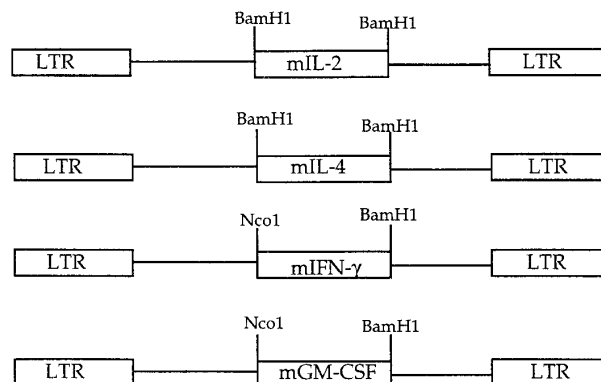 BamH1 BamH1
LTR mIL-2 LTR
BamH1 BamH1
LTR mIL-4 LTR
Nco1 BamH1
LTR mIFN-γ LTR
Nco1 BamH1
LTR mGM-CSF LTR